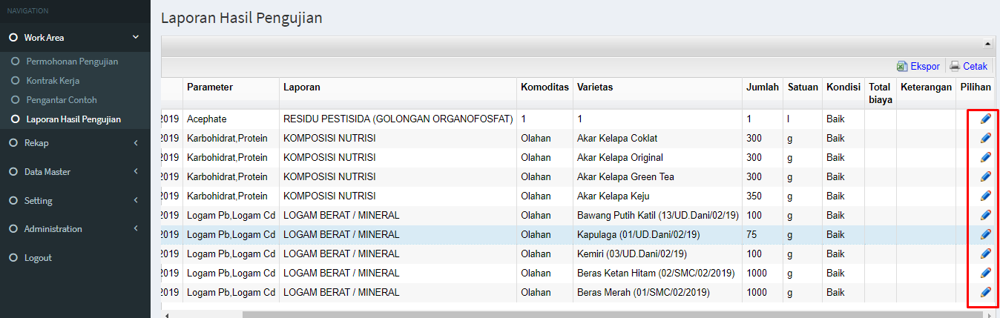 NAVIGATION
Work Area
Permohonan Pengujian
Kontrak Kerja
Pengantar Contoh
Laporan Hasil Pengujian
Rekap
Data Master
Setting
Administration
Logout
Laporan Hasil Pengujian
Ekspor Cetak
Parameter Laporan Komoditas Varietas Jumlah Satuan Kondisi Total biaya Keterangan Pilihan
2019 Acephate RESIDU PESTISIDA (GOLONGAN ORGANOFOSFAT) 1 1 1 l Baik
2019 Karbohidrat,Protein KOMPOSISI NUTRISI Olahan Akar Kelapa Coklat 300 g Baik
2019 Karbohidrat,Protein KOMPOSISI NUTRISI Olahan Akar Kelapa Original 300 g Baik
2019 Karbohidrat,Protein KOMPOSISI NUTRISI Olahan Akar Kelapa Green Tea 300 g Baik
2019 Karbohidrat,Protein KOMPOSISI NUTRISI Olahan Akar Kelapa Keju 350 g Baik
2019 Logam Pb,Logam Cd LOGAM BERAT / MINERAL Olahan Bawang Putih Katil (13/UD.Dani/02/19) 100 g Baik
2019 Logam Pb,Logam Cd LOGAM BERAT / MINERAL Olahan Kapulaga (01/UD.Dani/02/19) 75 g Baik
2019 Logam Pb,Logam Cd LOGAM BERAT / MINERAL Olahan Kemiri (03/UD.Dani/02/19) 100 g Baik
2019 Logam Pb,Logam Cd LOGAM BERAT / MINERAL Olahan Beras Ketan Hitam (02/SMC/02/2019) 1000 g Baik
2019 Logam Pb,Logam Cd LOGAM BERAT / MINERAL Olahan Beras Merah (01/SMC/02/2019) 1000 g Baik